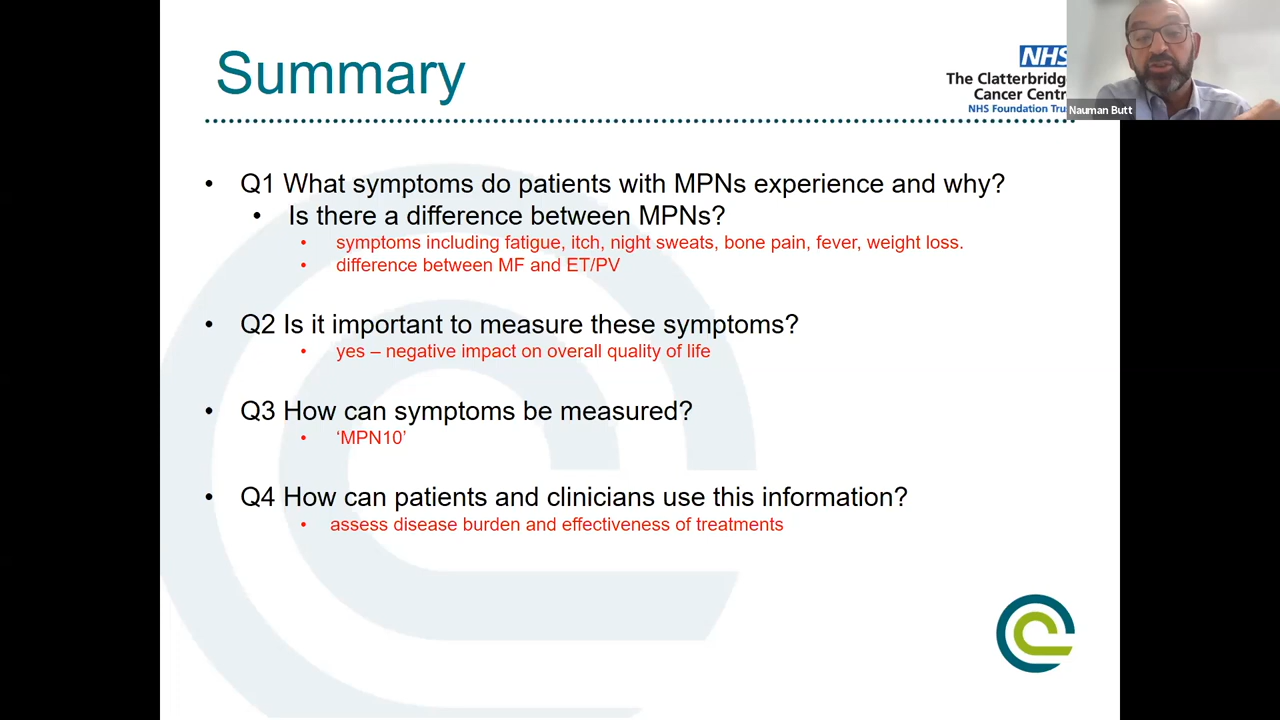 Summary
NHS
The Clatterbridg
Cancer Centr
NHS Foundation Tru
Nauman Butt
• Q1 What symptoms do patients with MPNs experience and why?
• Is there a difference between MPNs?
• symptoms including fatigue, itch, night sweats, bone pain, fever, weight loss.
• difference between MF and ET/PV
• Q2 Is it important to measure these symptoms?
• yes – negative impact on overall quality of life
• Q3 How can symptoms be measured?
• ‘MPN10’
• Q4 How can patients and clinicians use this information?
• assess disease burden and effectiveness of treatments